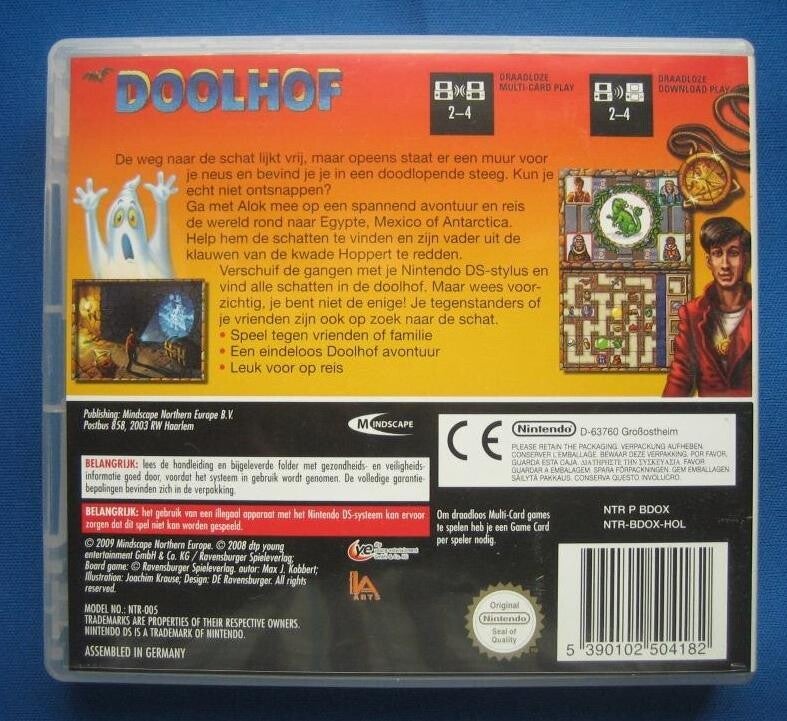 DOOLHOF
2-4
DRAADLOZE
MULTI-CARD PLAY
2-4
DRAADLOZE
DOWNLOAD PLAY
De weg naar de schat lijkt vrij, maar opeens staat er een muur voor
je neus en bevind je je in een doodlopende steeg. Kun je
echt niet ontsnappen?
Ga met Alok mee op een spannend avontuur en reis
de wereld rond naar Egypte, Mexico of Antarctica.
Help hem de schatten te vinden en zijn vader uit de
klauwen van de kwade Hoppert te redden.
Verschuif de gangen met je Nintendo DS-stylus en
vind alle schatten in de doolhof. Maar wees voor-
zichtig, je bent niet de enige! Je tegenstanders of
je vrienden zijn ook op zoek naar de schat.
• Speel tegen vrienden of familie
• Een eindeloos Doolhof avontuur
• Leuk voor op reis
Publishing: Mindscape Northern Europe B.V.
Postbus 858, 2003 RW Haarlem
MINDSCAPE
BELANGRIJK: lees de handleiding en bijgeleverde folder met gezondheids- en veiligheids-
informatie goed door, voordat het systeem in gebruik wordt genomen. De volledige garantie-
bepalingen bevinden zich in de verpakking.
BELANGRIJK: het gebruik van een illegaal apparaat met het Nintendo DS-systeem kan ervoor
zorgen dat dit spel niet kan worden gespeeld.
© 2009 Mindscape Northern Europe. © 2008 dtp young
entertainment GmbH & Co. KG / Ravensburger Spieleverlag;
Board game: © Ravensburger Spieleverlag. autor: Max J. Kobbert;
Illustration: Joachim Krause; Design: DE Ravensburger. All rights
reserved.
ye
IA
ARTS
MODEL NO.: NTR-005
TRADEMARKS ARE PROPERTIES OF THEIR RESPECTIVE OWNERS.
NINTENDO DS IS A TRADEMARK OF NINTENDO.
ASSEMBLED IN GERMANY
CE
Nintendo D-63760 Großostheim
PLEASE RETAIN THE PACKAGING. VERPACKUNG AUFHEBEN.
CONSERVER L'EMBALLAGE. BEWAAR DEZE VERPAKKING. POR FAVOR,
GUARDA ESTA CAJA. ΔΙΑΤΗΡΗΣΤΕ ΤΗΝ ΣΥΣΚΕΥΑΣΙΑ. FAVOR
GUARDAR A EMBALAGEM. SPARA FÖRPACKNINGEN. GEM EMBALLAGEN
SÄILYTÄ PAKKAUS. CONSERVA QUESTO INVOLUCRO.
Om draadloos Multi-Card games
te spelen heb je een Game Card
per speler nodig.
NTR P BDOX
NTR-BDOX-HOL
Original
Nintendo
Seal of
Quality
5 390102 504182